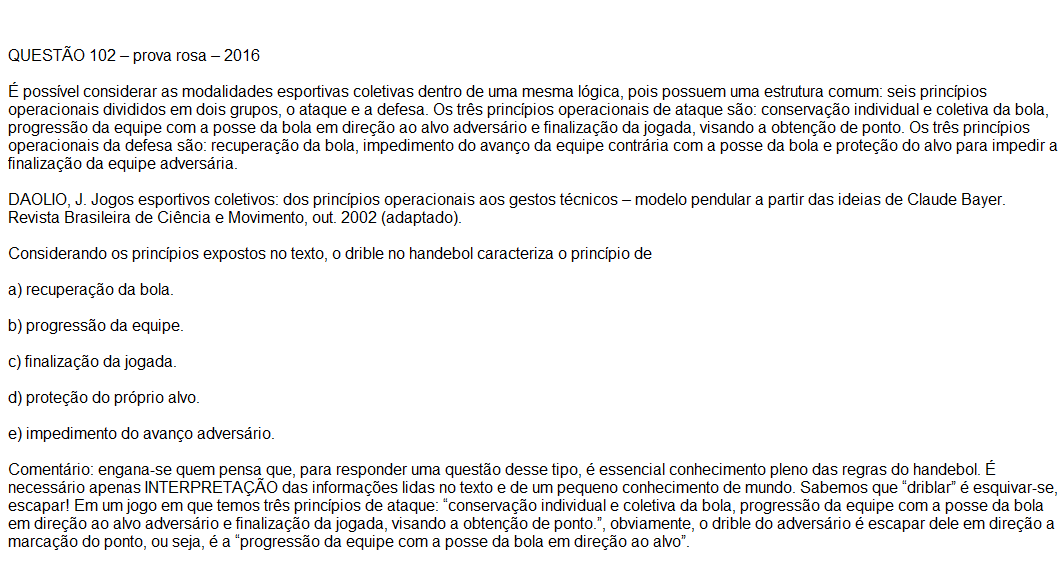 QUESTÃO 102 – prova rosa – 2016
É possível considerar as modalidades esportivas coletivas dentro de uma mesma lógica, pois possuem uma estrutura comum: seis princípios
operacionais divididos em dois grupos, o ataque e a defesa. Os três princípios operacionais de ataque são: conservação individual e coletiva da bola,
progressão da equipe com a posse da bola em direção ao alvo adversário e finalização da jogada, visando a obtenção de ponto. Os três princípios
operacionais da defesa são: recuperação da bola, impedimento do avanço da equipe contrária com a posse da bola e proteção do alvo para impedir a
finalização da equipe adversária.
DAOLIO, J. Jogos esportivos coletivos: dos princípios operacionais aos gestos técnicos – modelo pendular a partir das ideias de Claude Bayer.
Revista Brasileira de Ciência e Movimento, out. 2002 (adaptado).
Considerando os princípios expostos no texto, o drible no handebol caracteriza o princípio de
a) recuperação da bola.
b) progressão da equipe.
c) finalização da jogada.
d) proteção do próprio alvo.
e) impedimento do avanço adversário.
Comentário: engana-se quem pensa que, para responder uma questão desse tipo, é essencial conhecimento pleno das regras do handebol. É
necessário apenas INTERPRETAÇÃO das informações lidas no texto e de um pequeno conhecimento de mundo. Sabemos que “driblar” é esquivar-se,
escapar! Em um jogo em que temos três princípios de ataque: “conservação individual e coletiva da bola, progressão da equipe com a posse da bola
em direção ao alvo adversário e finalização da jogada, visando a obtenção de ponto.”, obviamente, o drible do adversário é escapar dele em direção a
marcação do ponto, ou seja, é a “progressão da equipe com a posse da bola em direção ao alvo”.